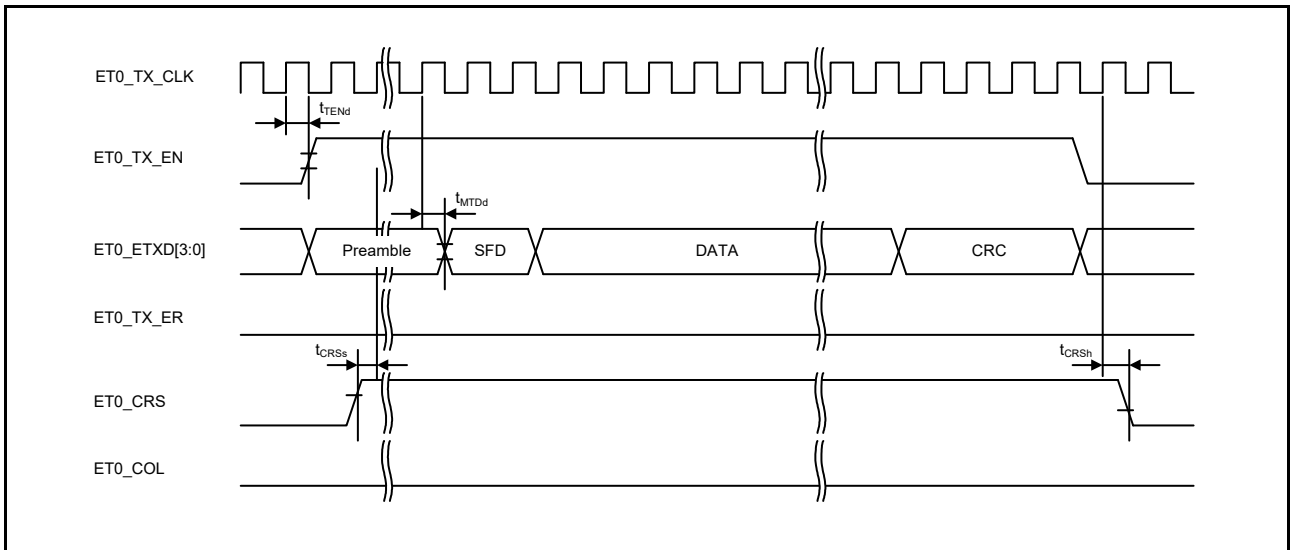 ET0_TX_CLK
tTENd
ET0_TX_EN
tMTDd
ET0_ETXD[3:0] Preamble SFD DATA CRC
ET0_TX_ER
tCRSs tCRSh
ET0_CRS
ET0_COL